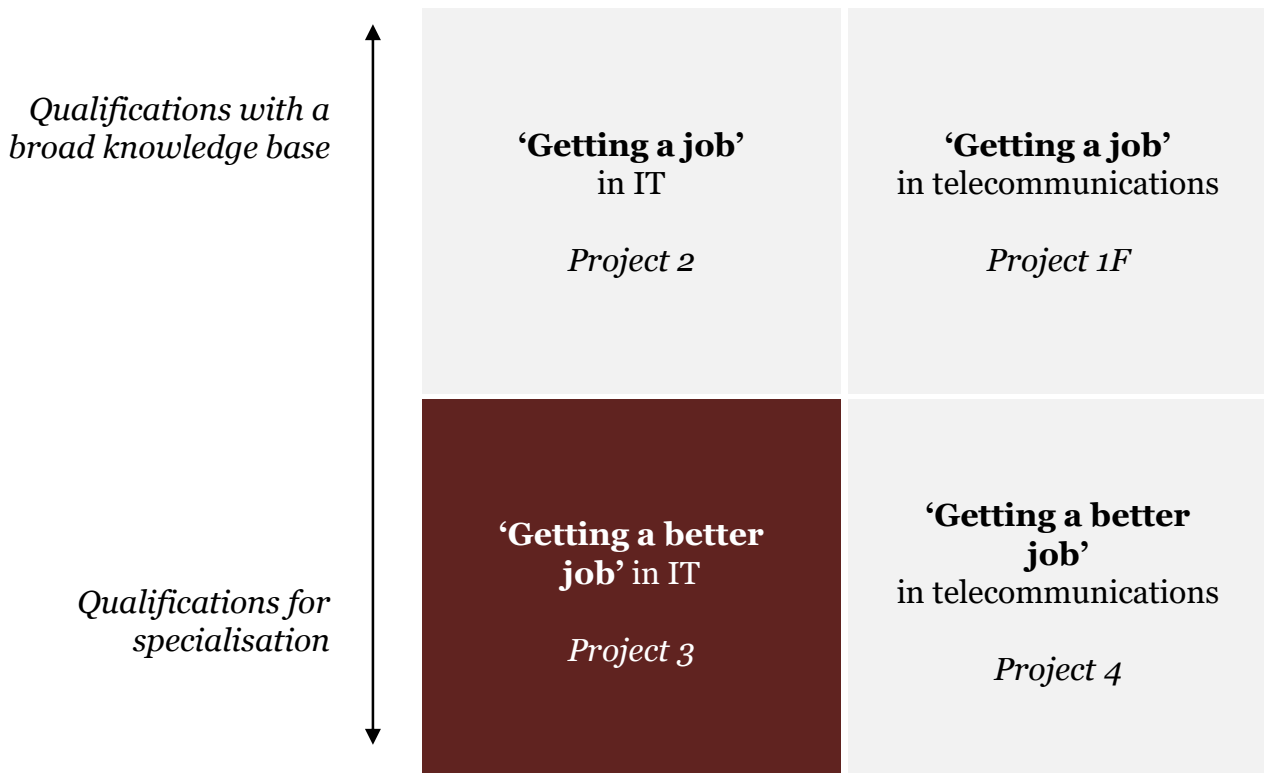 Qualifications with a
broad knowledge base
‘Getting a job’
in IT
Project 2
‘Getting a job’
in telecommunications
Project 1F
Qualifications for
specialisation
‘Getting a better
job’ in IT
Project 3
‘Getting a better
job’
in telecommunications
Project 4